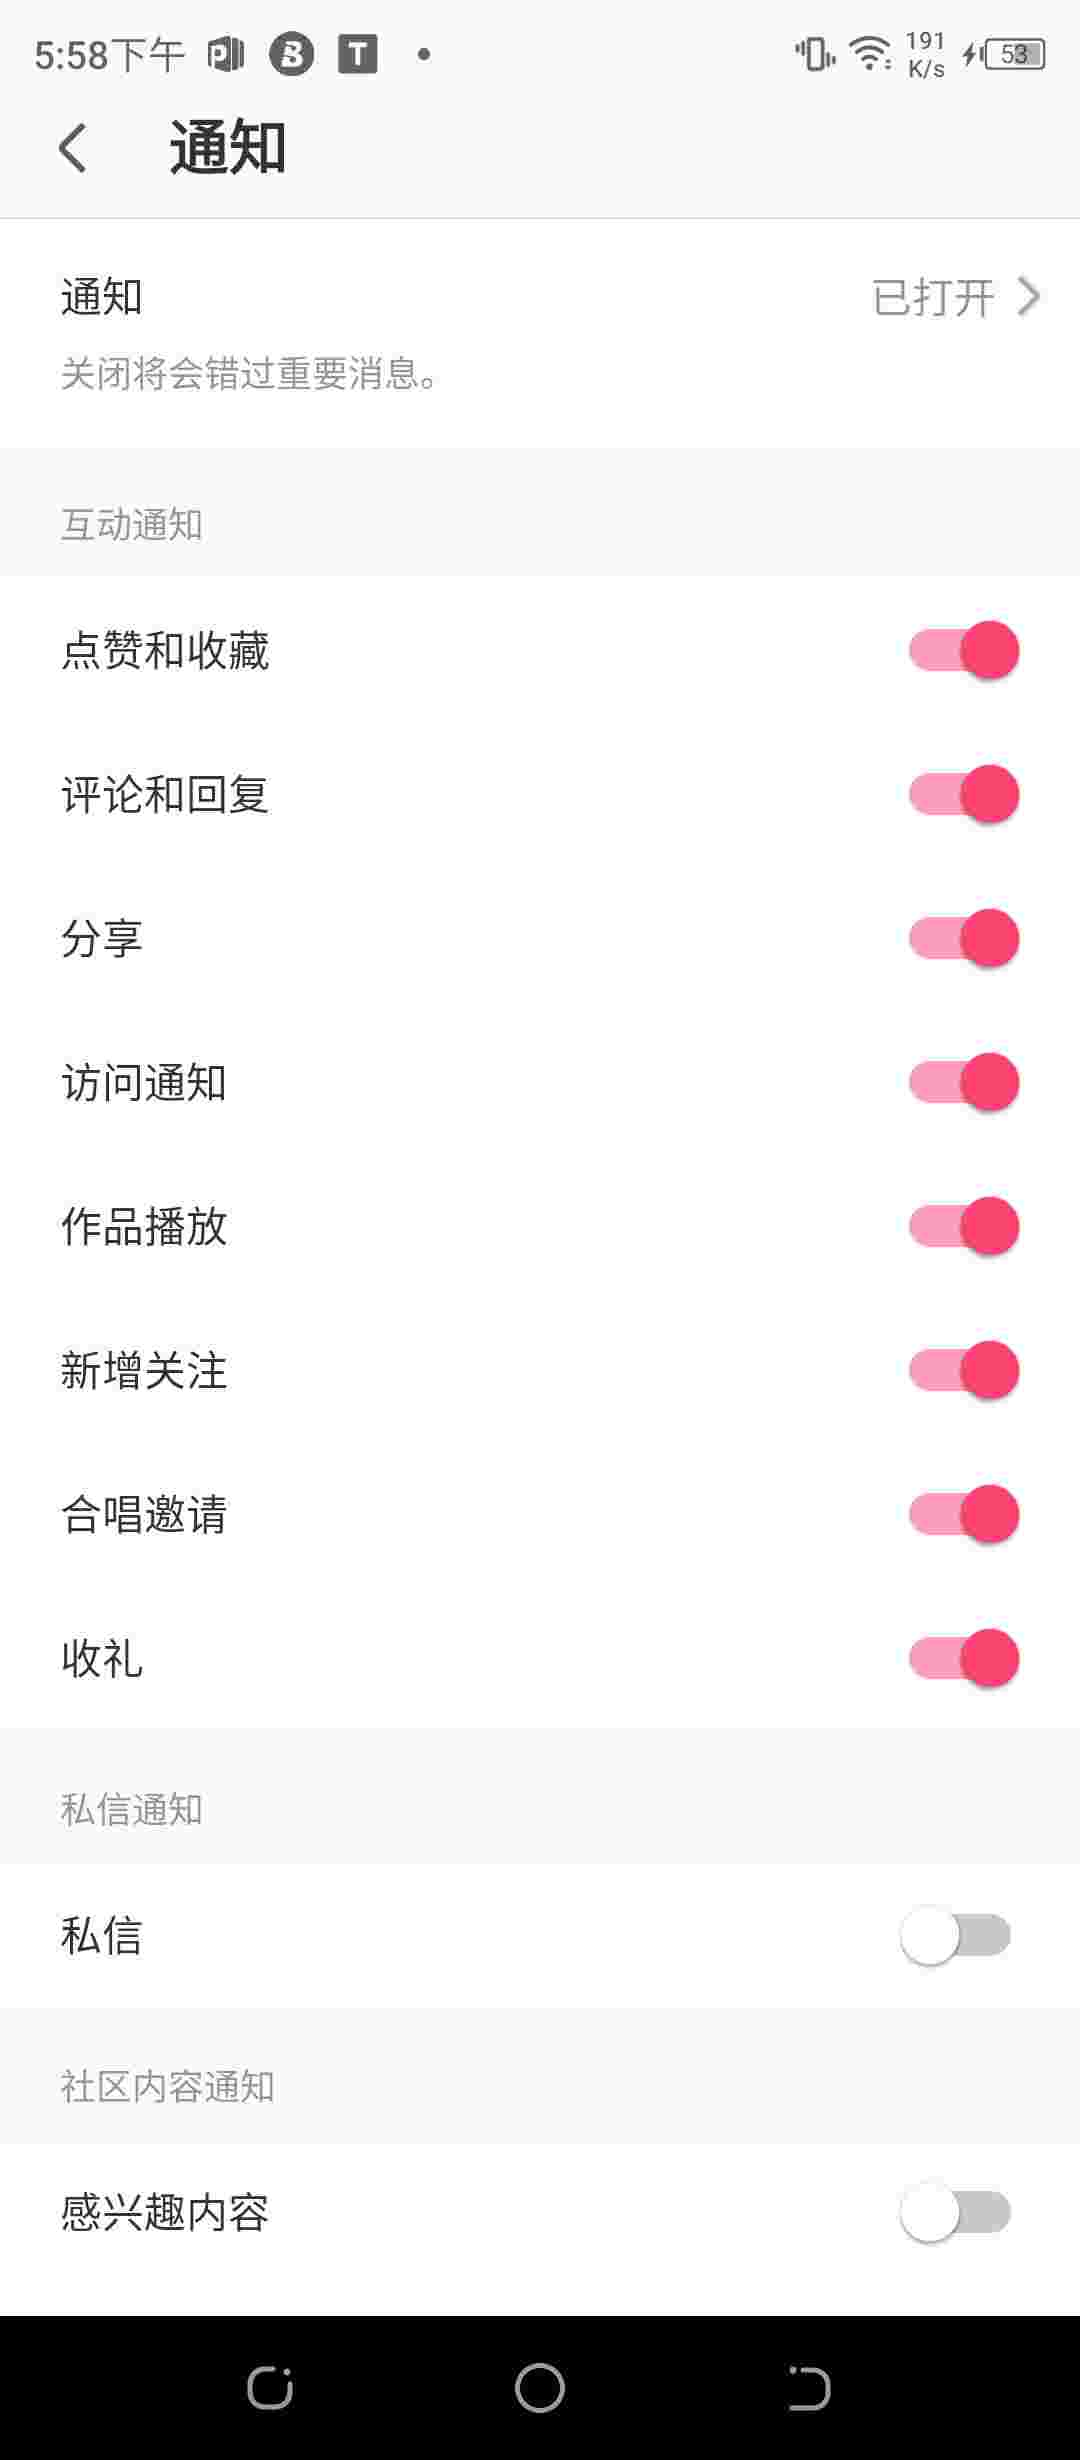 5:58下午
191
K/s
53
通知
通知
已打开
关闭将会错过重要消息。
互动通知
点赞和收藏
评论和回复
分享
访问通知
作品播放
新增关注
合唱邀请
收礼
私信通知
私信
社区内容通知
感兴趣内容